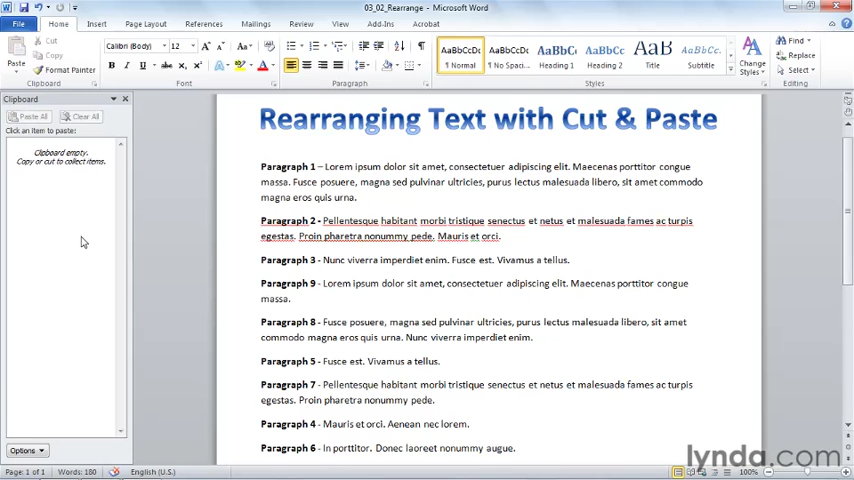 03_02_Rearrange - Microsoft Word
File Home Insert Page Layout References Mailings Review View Add-Ins Acrobat
Paste Cut Copy Format Painter
Calibri (Body) 12
AaBbCcDc AaBbCcDc AaBbC AaBbCc AaB AaBbCc.
¶ Normal ¶ No Spaci... Heading 1 Heading 2 Title Subtitle
Change Styles
Find Replace Select
Clipboard Font Paragraph Styles Editing
Clipboard
Paste All Clear All
Click an item to paste:
Clipboard empty.
Copy or cut to collect items.
Options
Rearranging Text with Cut & Paste
Paragraph 1 – Lorem ipsum dolor sit amet, consectetuer adipiscing elit. Maecenas porttitor congue
massa. Fusce posuere, magna sed pulvinar ultricies, purus lectus malesuada libero, sit amet commodo
magna eros quis urna.
Paragraph 2 - Pellentesque habitant morbi tristique senectus et netus et malesuada fames ac turpis
egestas. Proin pharetra nonummy pede. Mauris et orci.
Paragraph 3 - Nunc viverra imperdiet enim. Fusce est. Vivamus a tellus.
Paragraph 9 - Lorem ipsum dolor sit amet, consectetuer adipiscing elit. Maecenas porttitor congue
massa.
Paragraph 8 - Fusce posuere, magna sed pulvinar ultricies, purus lectus malesuada libero, sit amet
commodo magna eros quis urna. Nunc viverra imperdiet enim.
Paragraph 5 - Fusce est. Vivamus a tellus.
Paragraph 7 - Pellentesque habitant morbi tristique senectus et netus et malesuada fames ac turpis
egestas. Proin pharetra nonummy pede.
Paragraph 4 - Mauris et orci. Aenean nec lorem.
Paragraph 6 - In porttitor. Donec laoreet nonummy augue.
lynda.com
Page: 1 of 1 Words: 180 English (U.S.) 100%